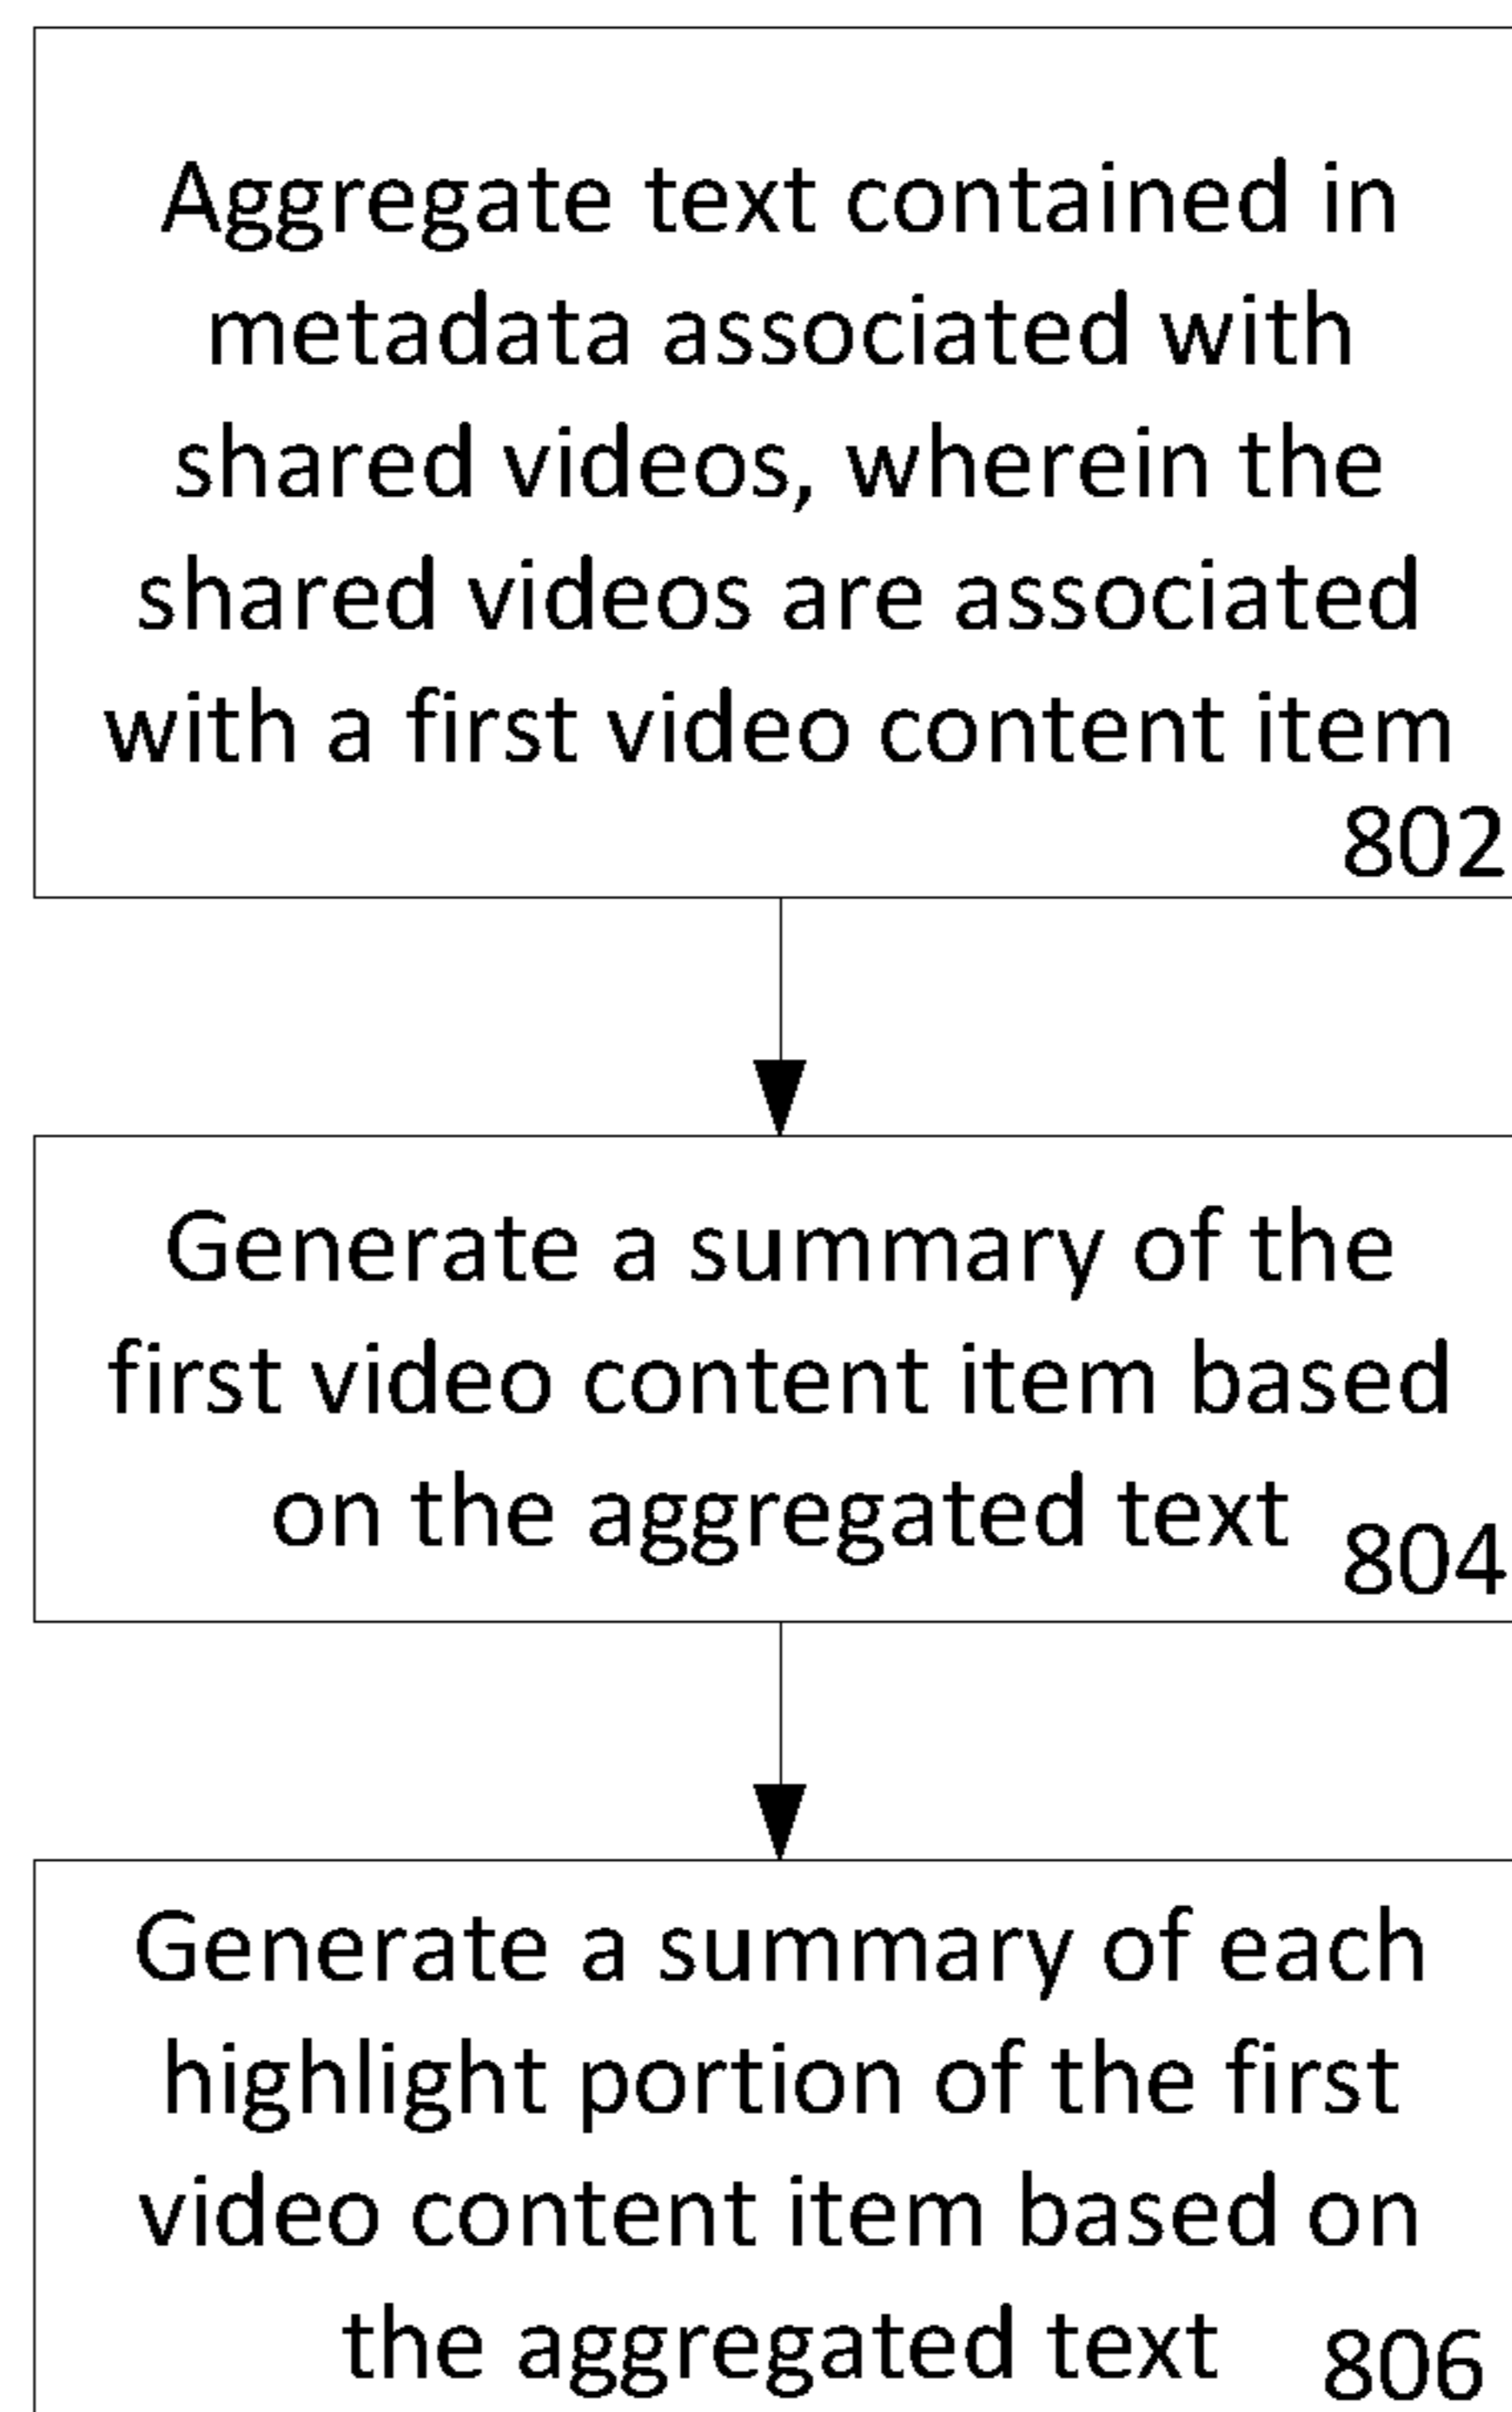 Aggregate text contained in
metadata associated with
shared videos, wherein the
shared videos are associated
with a first video content item
802
Generate a summary of the
first video content item based
on the aggregated text 804
Generate a summary of each
highlight portion of the first
video content item based on
the aggregated text 806